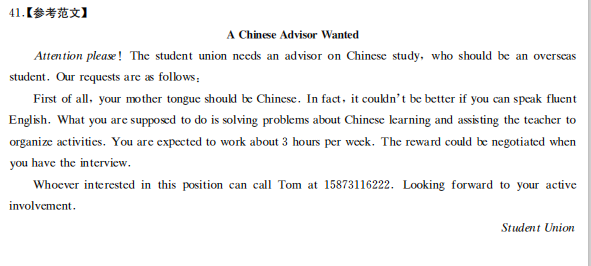 41.【参考范文】
A Chinese Advisor Wanted
Attention please! The student union needs an advisor on Chinese study, who should be an overseas
student. Our requests are as follows:
First of all, your mother tongue should be Chinese. In fact, it couldn't be better if you can speak fluent
English. What you are supposed to do is solving problems about Chinese learning and assisting the teacher to
organize activities. You are expected to work about 3 hours per week. The reward could be negotiated when
you have the interview.
Whoever interested in this position can call Tom at 15873116222. Looking forward to your active
involvement.
Student Union